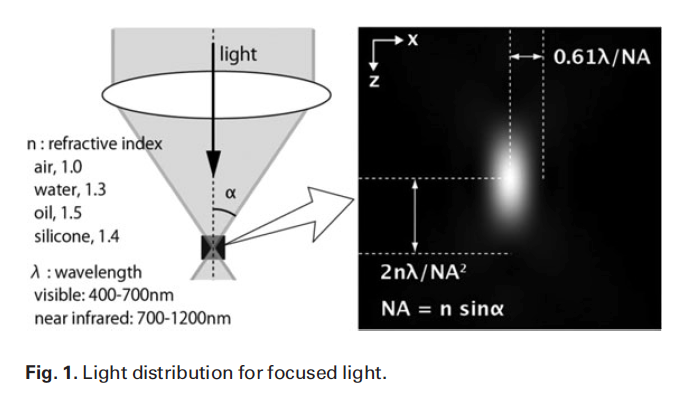 light
n : refractive index
air, 1.0
water, 1.3
oil, 1.5
silicone, 1.4
α
λ : wavelength
visible: 400-700nm
near infrared: 700-1200nm
X
Z
0.61λ/NA
2nλ/NA²
NA = n sinα
Fig. 1. Light distribution for focused light.